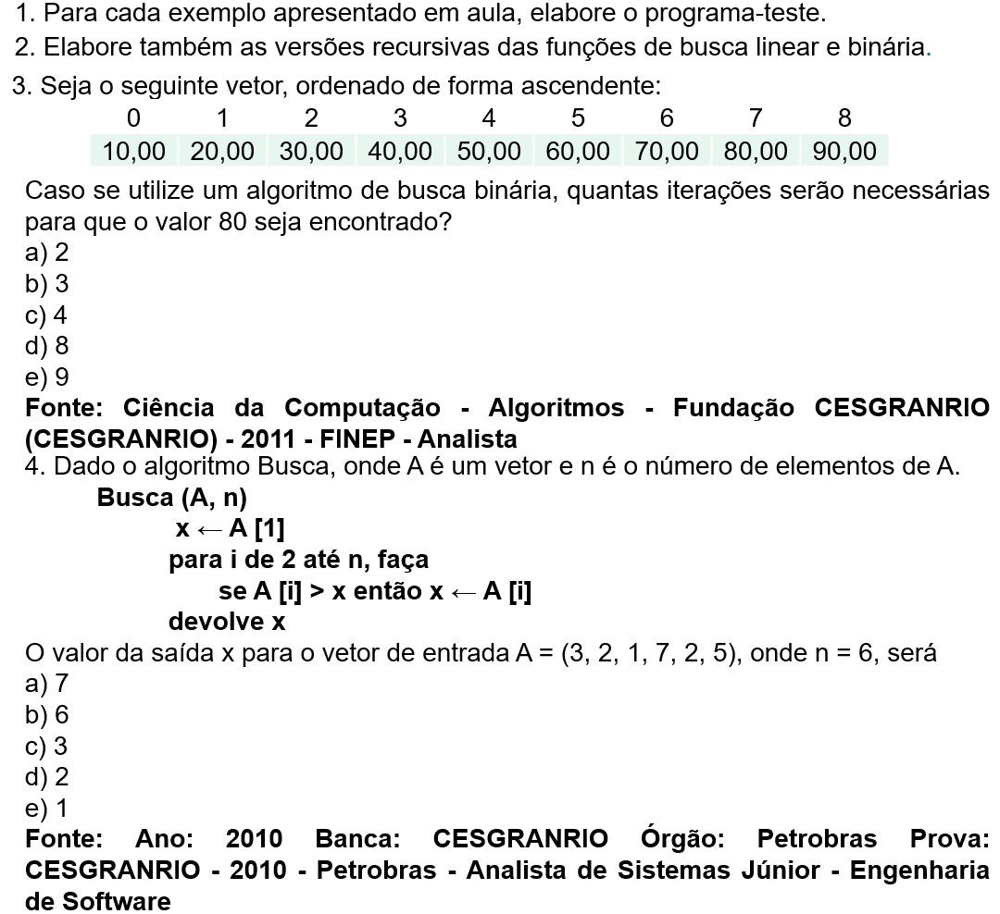 1. Para cada exemplo apresentado em aula, elabore o programa-teste.
2. Elabore também as versões recursivas das funções de busca linear e binária.
3. Seja o seguinte vetor, ordenado de forma ascendente:
0 1 2 3 4 5 6 7 8
10,00 20,00 30,00 40,00 50,00 60,00 70,00 80,00 90,00
Caso se utilize um algoritmo de busca binária, quantas iterações serão necessárias
para que o valor 80 seja encontrado?
a) 2
b) 3
c) 4
d) 8
e) 9
Fonte: Ciência da Computação - Algoritmos - Fundação CESGRANRIO
(CESGRANRIO) - 2011 - FINEP - Analista
4. Dado o algoritmo Busca, onde A é um vetor e n é o número de elementos de A.
Busca (A, n)
x ← A [1]
para i de 2 até n, faça
se A [i] > x então x ← A [i]
devolve x
O valor da saída x para o vetor de entrada A = (3, 2, 1, 7, 2, 5), onde n = 6, será
a) 7
b) 6
c) 3
d) 2
e) 1
Fonte: Ano: 2010 Banca: CESGRANRIO Órgão: Petrobras Prova:
CESGRANRIO - 2010 - Petrobras - Analista de Sistemas Júnior - Engenharia
de Software